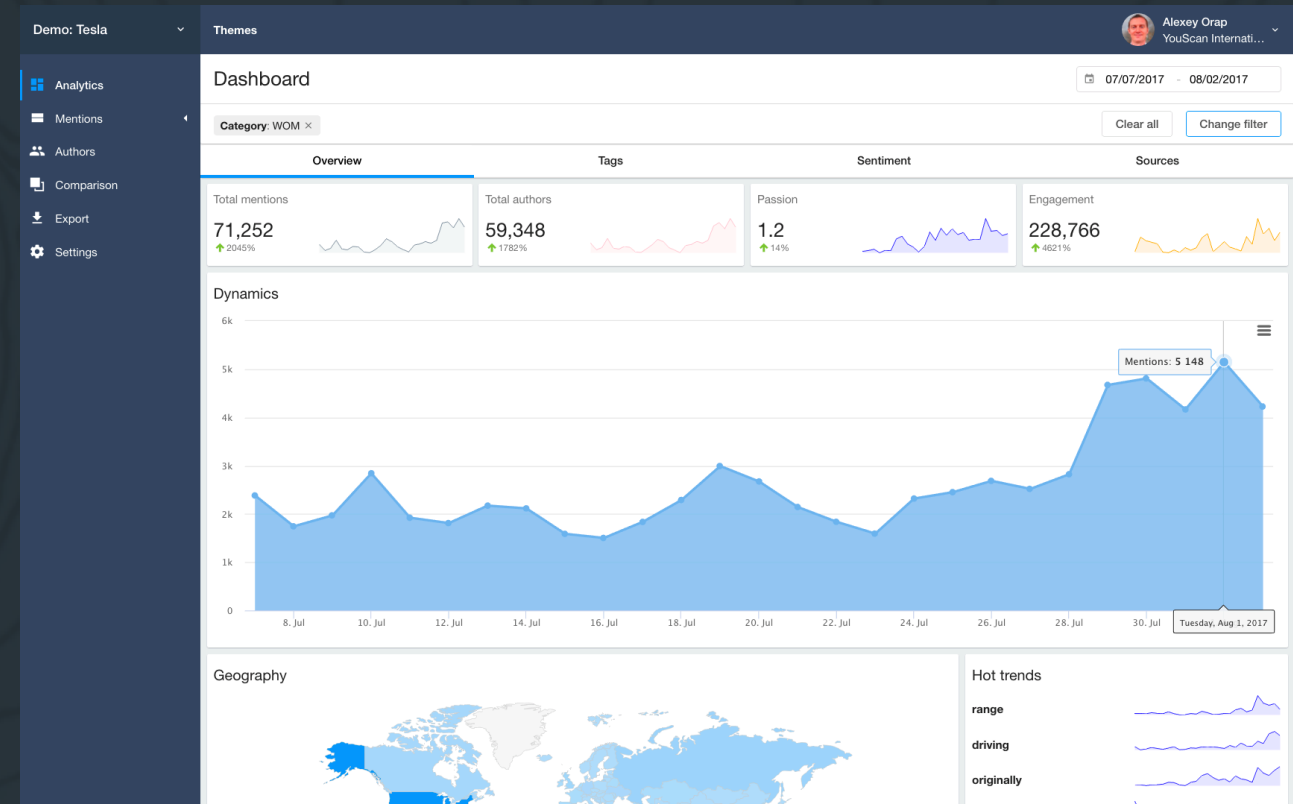 Demo: Tesla
Themes
Alexey Orap
YouScan Internati...
Analytics
Mentions
Authors
Comparison
Export
Settings
Dashboard
07/07/2017 - 08/02/2017
Category: WOM ×
Clear all
Change filter
Overview
Tags
Sentiment
Sources
Total mentions
71,252
2045%
Total authors
59,348
1782%
Passion
1.2
14%
Engagement
228,766
4621%
Dynamics
6k
5k
4k
3k
2k
1k
0
Mentions: 5 148
8. Jul
10. Jul
12. Jul
14. Jul
16. Jul
18. Jul
20. Jul
22. Jul
24. Jul
26. Jul
28. Jul
30. Jul
Tuesday, Aug 1, 2017
Geography
Hot trends
range
driving
originally